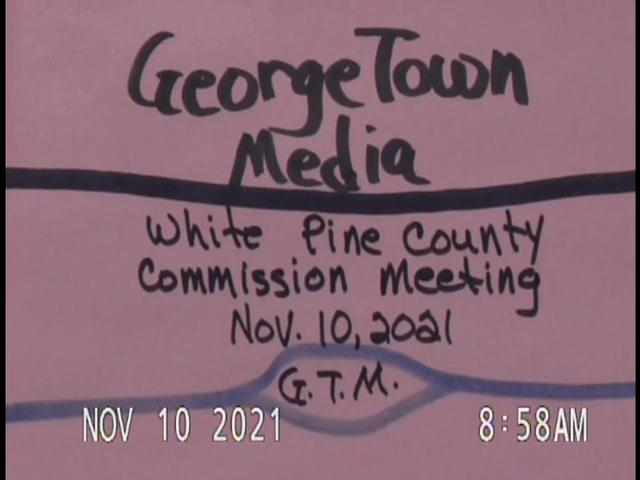 GeorgeTown
Media
White Pine County
Commission Meeting
Nov. 10, 2021
G.T.M.
NOV 10 2021 8:58AM